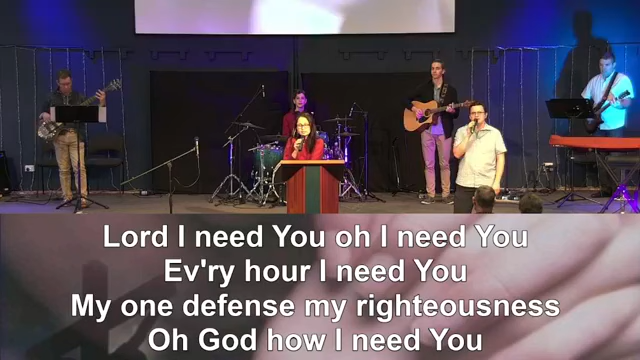 Lord I need You oh I need You
Ev'ry hour I need You
My one defense my righteousness
Oh God how I need You